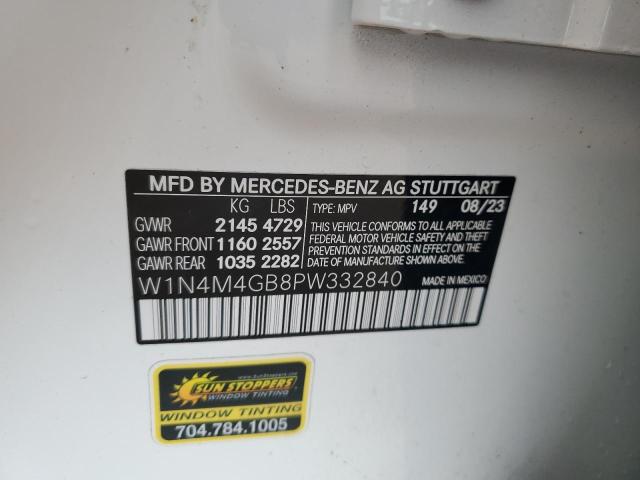 MFD BY MERCEDES-BENZ AG STUTTGART
KG LBS TYPE: MPV 149 08/23
GVWR 2145 4729
GAWR FRONT 1160 2557
GAWR REAR 1035 2282
THIS VEHICLE CONFORMS TO ALL APPLICABLE
FEDERAL MOTOR VEHICLE SAFETY AND THEFT
PREVENTION STANDARDS IN EFFECT ON THE
DATE OF MANUFACTURE SHOWN ABOVE.
W1N4M4GB8PW332840 MADE IN MEXICO
SUN STOPPERS
WINDOW TINTING
WINDOW TINTING
704.784.1005